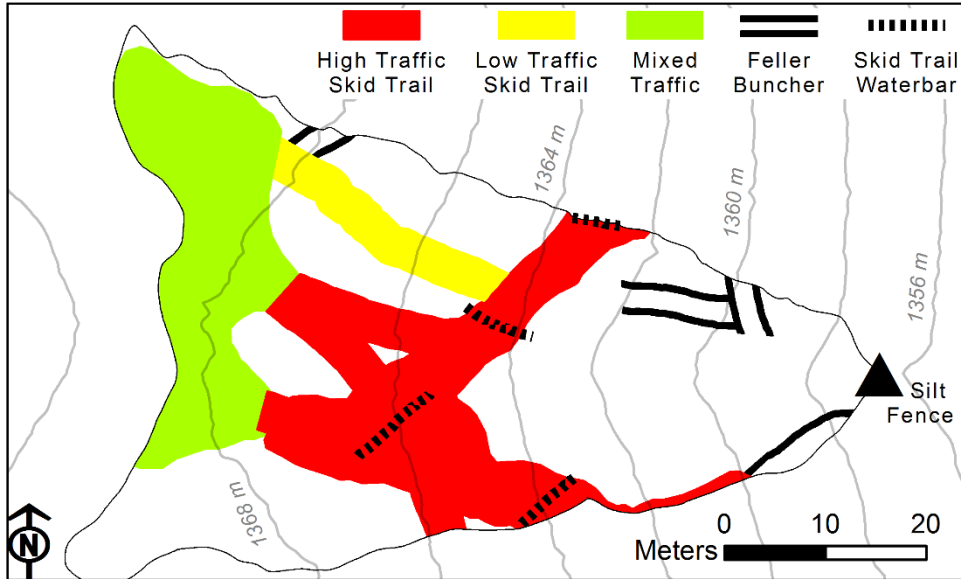 High Traffic
Skid Trail
Low Traffic
Skid Trail
Mixed
Traffic
Feller
Buncher
Skid Trail
Waterbar
1364 m
1360 m
1356 m
Silt
Fence
1368 m
N
0 10 20
Meters